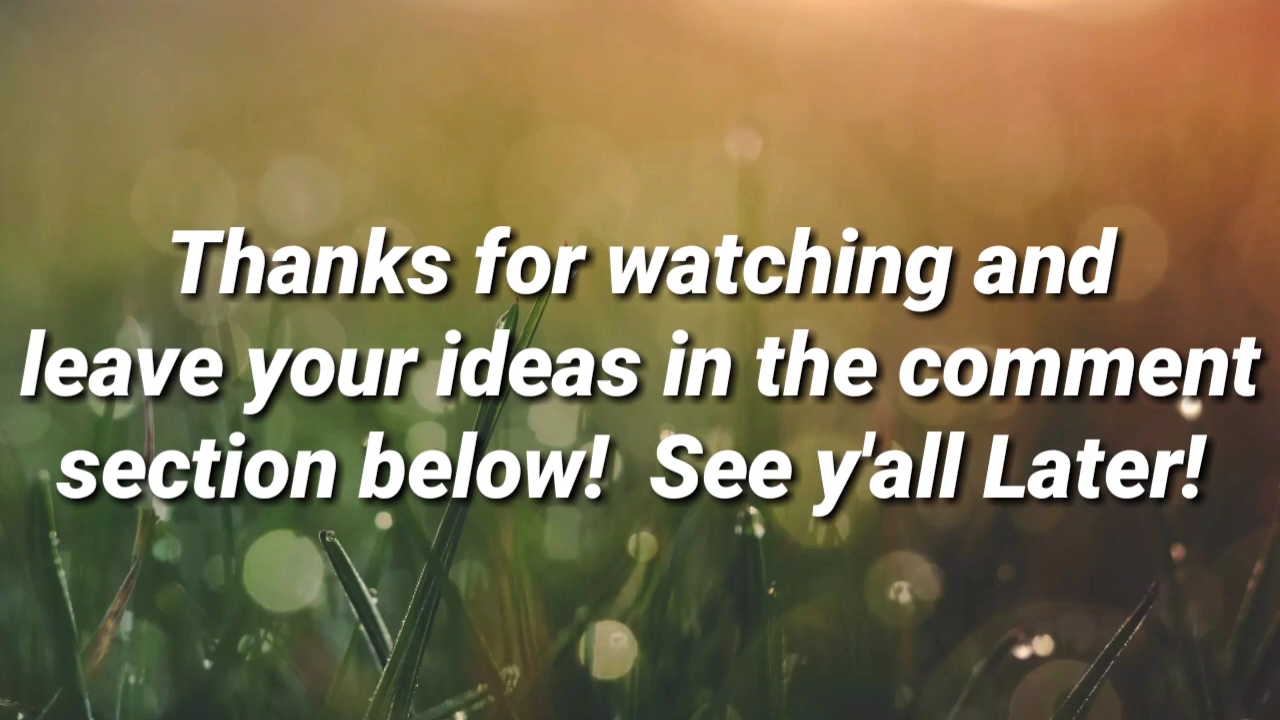 Thanks for watching and
leave your ideas in the comment
section below!  See y'all Later!